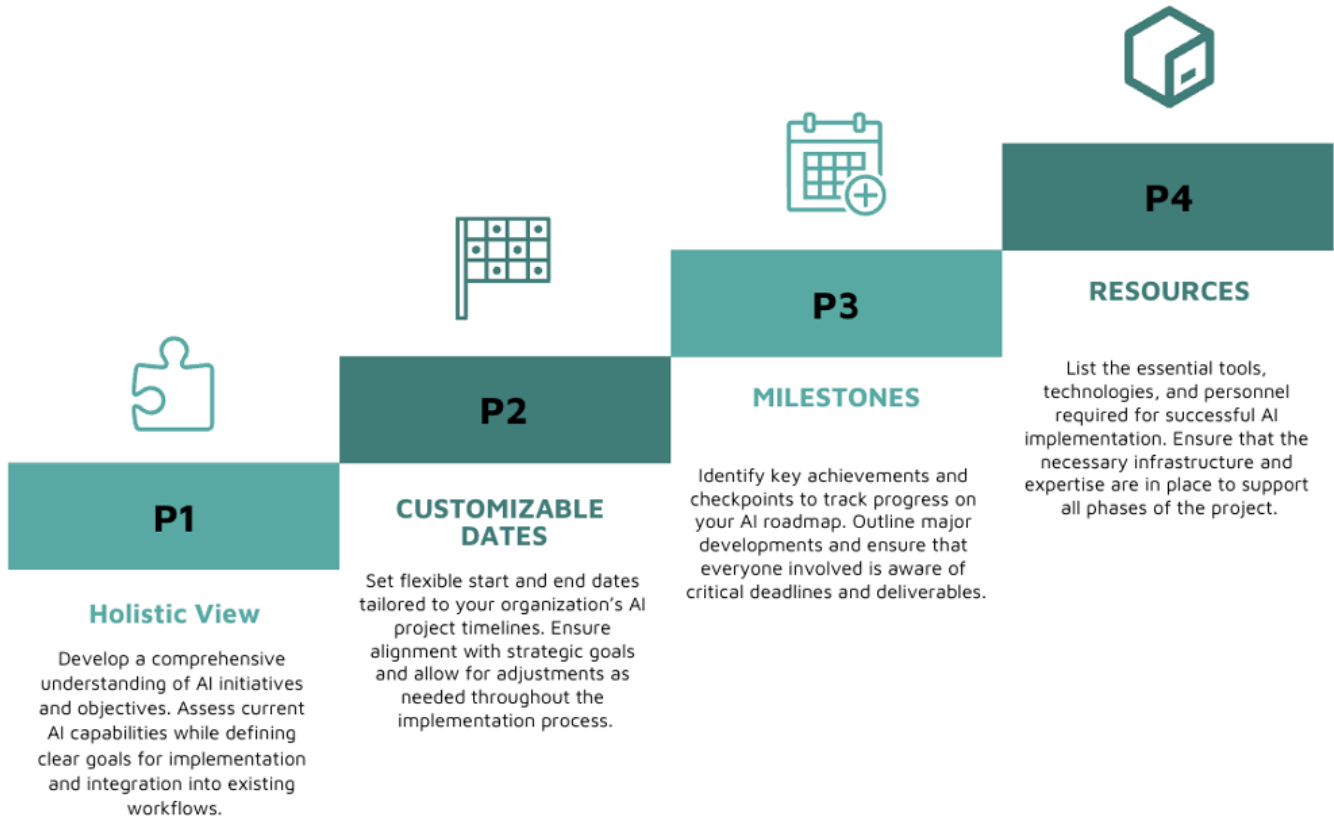 P1
Holistic View
Develop a comprehensive
understanding of AI initiatives
and objectives. Assess current
AI capabilities while defining
clear goals for implementation
and integration into existing
workflows.
P2
CUSTOMIZABLE
DATES
Set flexible start and end dates
tailored to your organization’s AI
project timelines. Ensure
alignment with strategic goals
and allow for adjustments as
needed throughout the
implementation process.
P3
MILESTONES
Identify key achievements and
checkpoints to track progress on
your AI roadmap. Outline major
developments and ensure that
everyone involved is aware of
critical deadlines and deliverables.
P4
RESOURCES
List the essential tools,
technologies, and personnel
required for successful AI
implementation. Ensure that the
necessary infrastructure and
expertise are in place to support
all phases of the project.